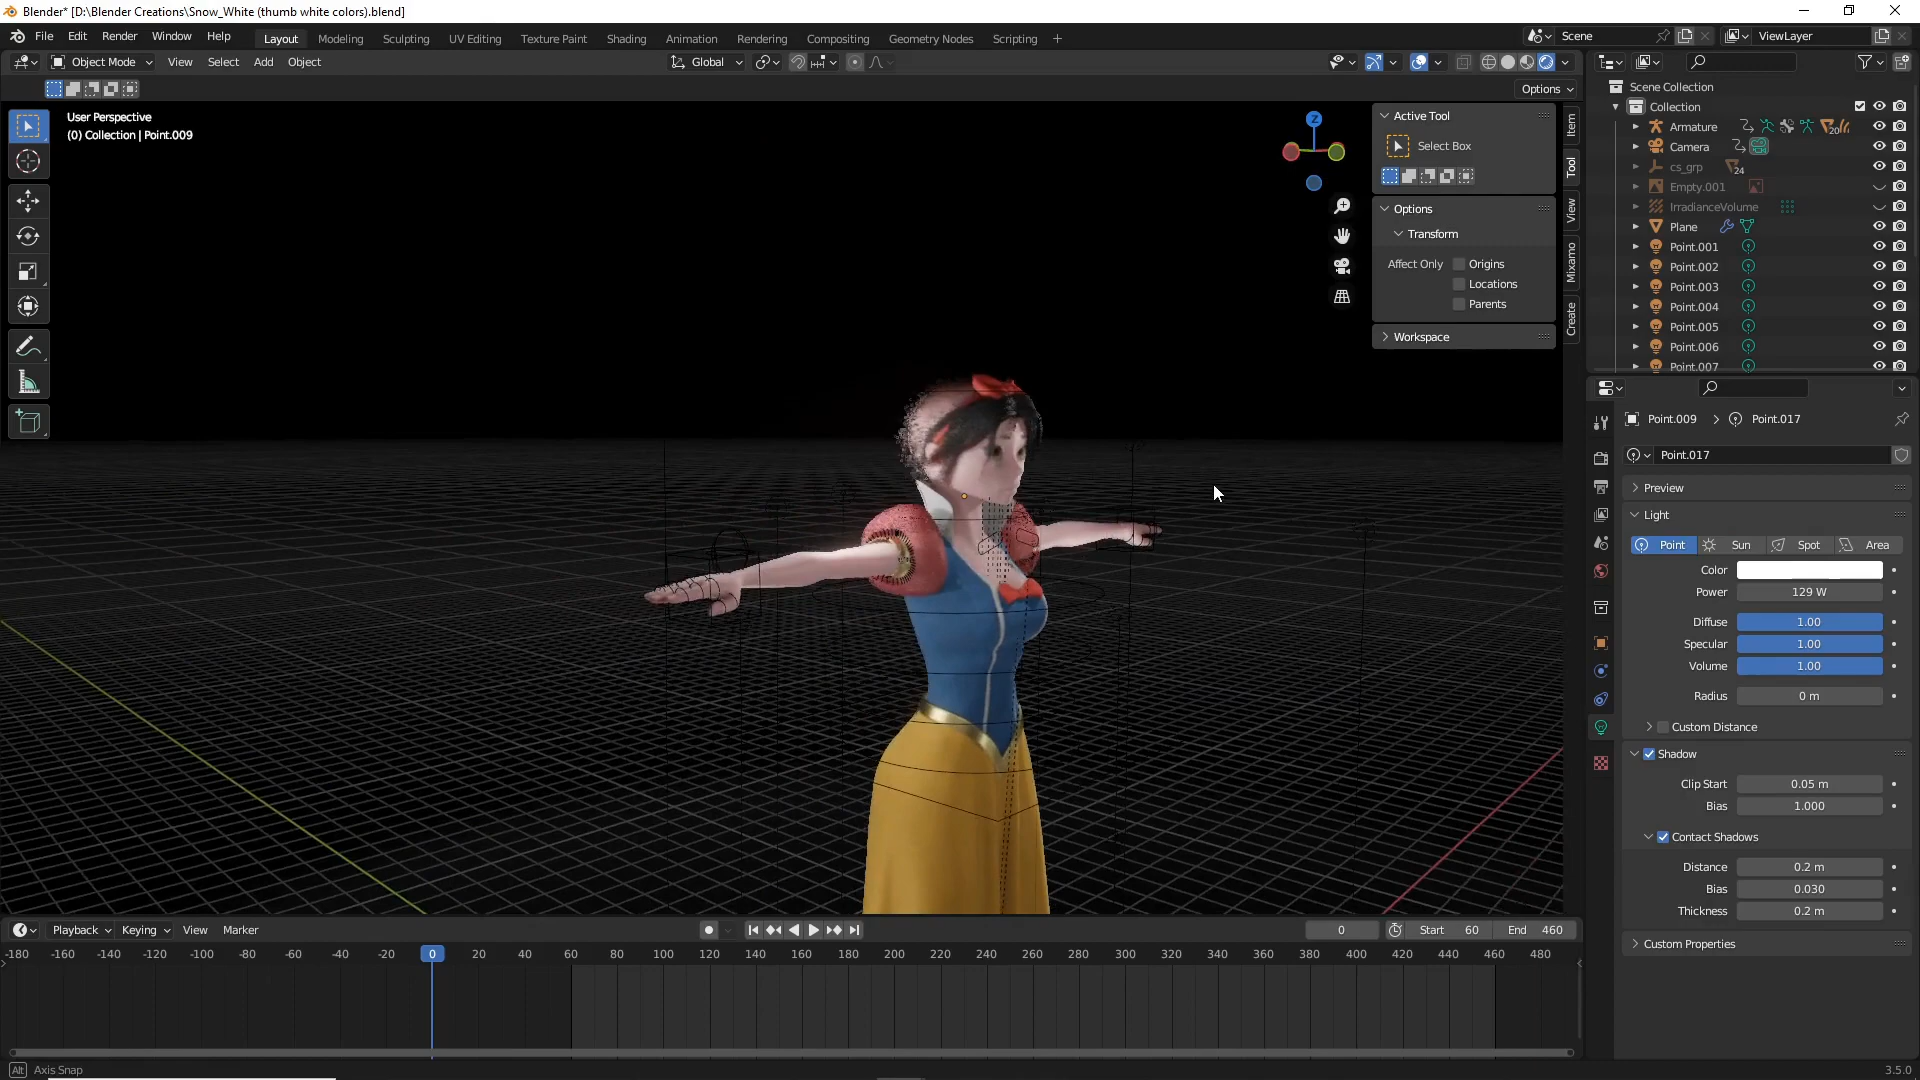 Blender* [D:\Blender Creations\Snow_White (thumb white colors).blend]
File Edit Render Window Help Layout Modeling Sculpting UV Editing Texture Paint Shading Animation Rendering Compositing Geometry Nodes Scripting + Scene ViewLayer
Object Mode View Select Add Object Global
Options
User Perspective
(0) Collection | Point.009
Z
Active Tool
Select Box
Options
Transform
Affect Only Origins
Locations
Parents
Workspace
Item
Tool
View
Mixamo
Create
Scene Collection
Collection
Armature 20
Camera
cs_grp 24
Empty.001
IrradianceVolume
Plane
Point.001
Point.002
Point.003
Point.004
Point.005
Point.006
Point.007
Point.009 > Point.017
Point.017
Preview
Light
Point Sun Spot Area
Color
Power 129 W
Diffuse 1.00
Specular 1.00
Volume 1.00
Radius 0 m
Custom Distance
Shadow
Clip Start 0.05 m
Bias 1.000
Contact Shadows
Distance 0.2 m
Bias 0.030
Thickness 0.2 m
Custom Properties
Playback Keying View Marker 0 Start 60 End 460
-180 -160 -140 -120 -100 -80 -60 -40 -20 0 20 40 60 80 100 120 140 160 180 200 220 240 260 280 300 320 340 360 380 400 420 440 460 480
Alt Axis Snap 3.5.0